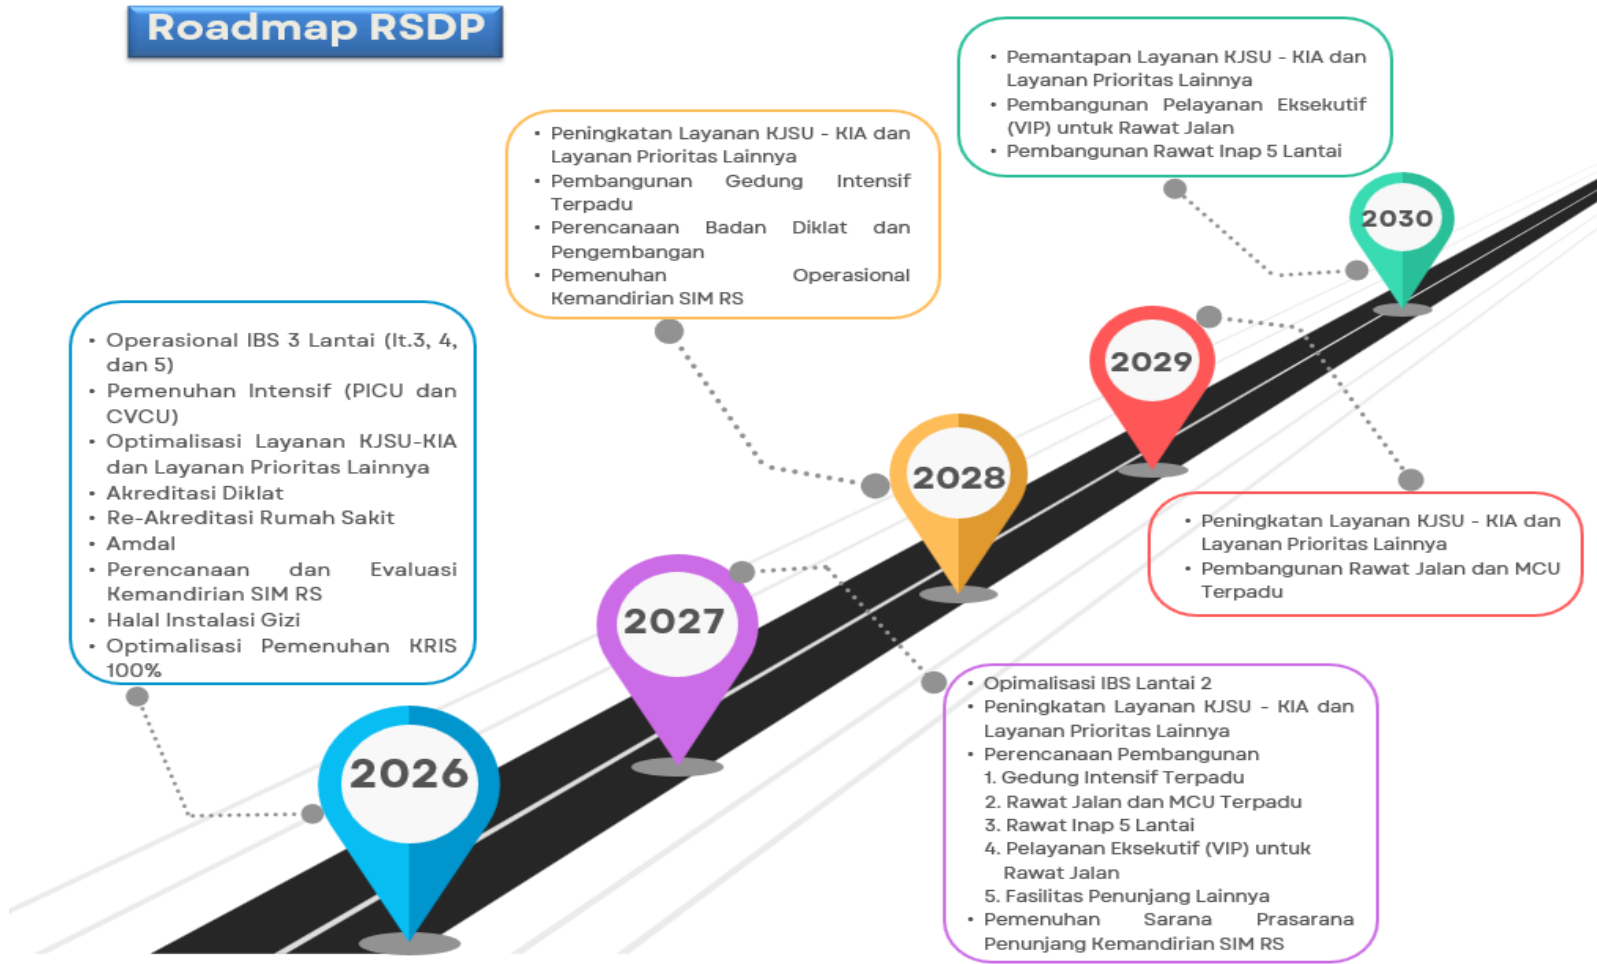 Roadmap RSDP
• Operasional IBS 3 Lantai (lt.3, 4,
dan 5)
• Pemenuhan Intensif (PICU dan
CVCU)
• Optimalisasi Layanan KJSU-KIA
dan Layanan Prioritas Lainnya
• Akreditasi Diklat
• Re-Akreditasi Rumah Sakit
• Amdal
• Perencanaan dan Evaluasi
Kemandirian SIM RS
• Halal Instalasi Gizi
• Optimalisasi Pemenuhan KRIS
100%
2026
2027
• Opimalisasi IBS Lantai 2
• Peningkatan Layanan KJSU - KIA dan
Layanan Prioritas Lainnya
• Perencanaan Pembangunan
1. Gedung Intensif Terpadu
2. Rawat Jalan dan MCU Terpadu
3. Rawat Inap 5 Lantai
4. Pelayanan Eksekutif (VIP) untuk
Rawat Jalan
5. Fasilitas Penunjang Lainnya
• Pemenuhan Sarana Prasarana
Penunjang Kemandirian SIM RS
• Peningkatan Layanan KJSU - KIA dan
Layanan Prioritas Lainnya
• Pembangunan Gedung Intensif
Terpadu
• Perencanaan Badan Diklat dan
Pengembangan
• Pemenuhan Operasional
Kemandirian SIM RS
2028
2029
• Peningkatan Layanan KJSU - KIA dan
Layanan Prioritas Lainnya
• Pembangunan Rawat Jalan dan MCU
Terpadu
• Pemantapan Layanan KJSU - KIA dan
Layanan Prioritas Lainnya
• Pembangunan Pelayanan Eksekutif
(VIP) untuk Rawat Jalan
• Pembangunan Rawat Inap 5 Lantai
2030